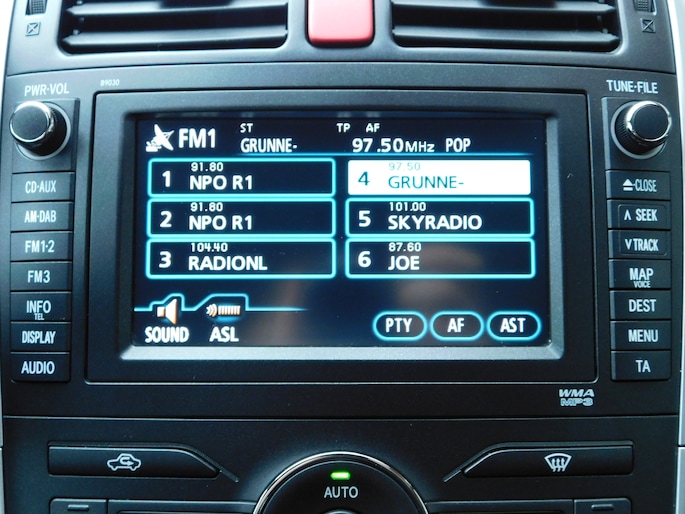 PWR·VOL
B9030
TUNE·FILE
FM1
ST
TP AF
GRUNNE-
97.50MHz POP
1 91.80 NPO R1
4 97.50 GRUNNE-
2 91.80 NPO R1
5 101.00 SKYRADIO
3 104.40 RADIONL
6 87.60 JOE
SOUND
ASL
PTY
AF
AST
CD·AUX
AM·DAB
FM1·2
FM3
INFO
TEL
DISPLAY
AUDIO
CLOSE
SEEK
TRACK
MAP
VOICE
DEST
MENU
TA
WMA
MP3
AUTO